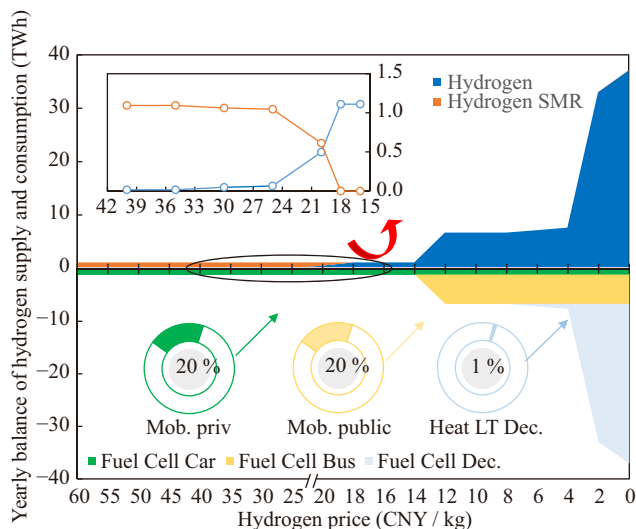 Yearly balance of hydrogen supply and consumption (TWh)
40
30
20
10
0
−10
−20
−30
−40
1.5
1.0
0.5
0.0
42 39 36 33 30 27 24 21 18 15
Hydrogen
Hydrogen SMR
20 %
20 %
1 %
Mob. priv
Mob. public
Heat LT Dec.
Fuel Cell Car
Fuel Cell Bus
Fuel Cell Dec.
60 50 45 40 35 30 25 20 18 16 14 12 10 8 6 4 2 0
Hydrogen price (CNY / kg)